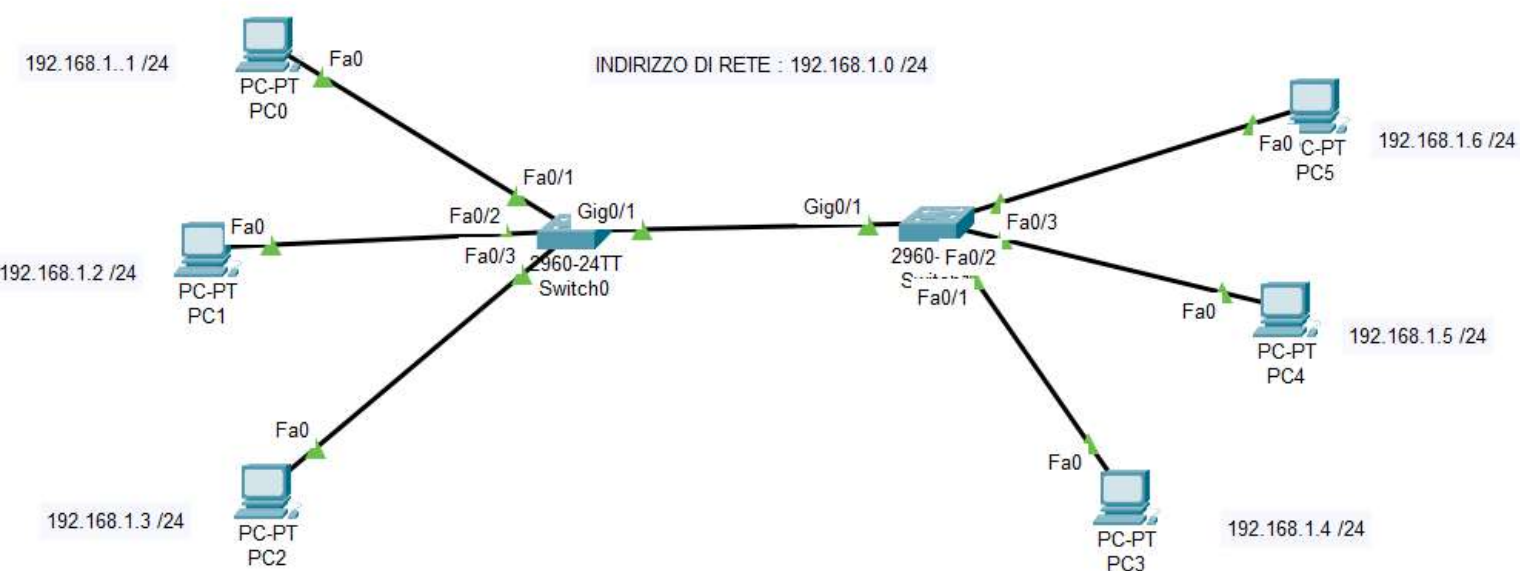 192.168.1..1 /24
Fa0
PC-PT
PC0
INDIRIZZO DI RETE : 192.168.1.0 /24
Fa0
C-PT
PC5
192.168.1.6 /24
Fa0/1
Fa0/2
Gig0/1
Gig0/1
Fa0/3
Fa0
192.168.1.2 /24
PC-PT
PC1
Fa0/3
2960-24TT
Switch0
2960-
Fa0/2
Fa0/1
Fa0
PC-PT
PC4
192.168.1.5 /24
Fa0
192.168.1.3 /24
PC-PT
PC2
Fa0
PC-PT
PC3
192.168.1.4 /24